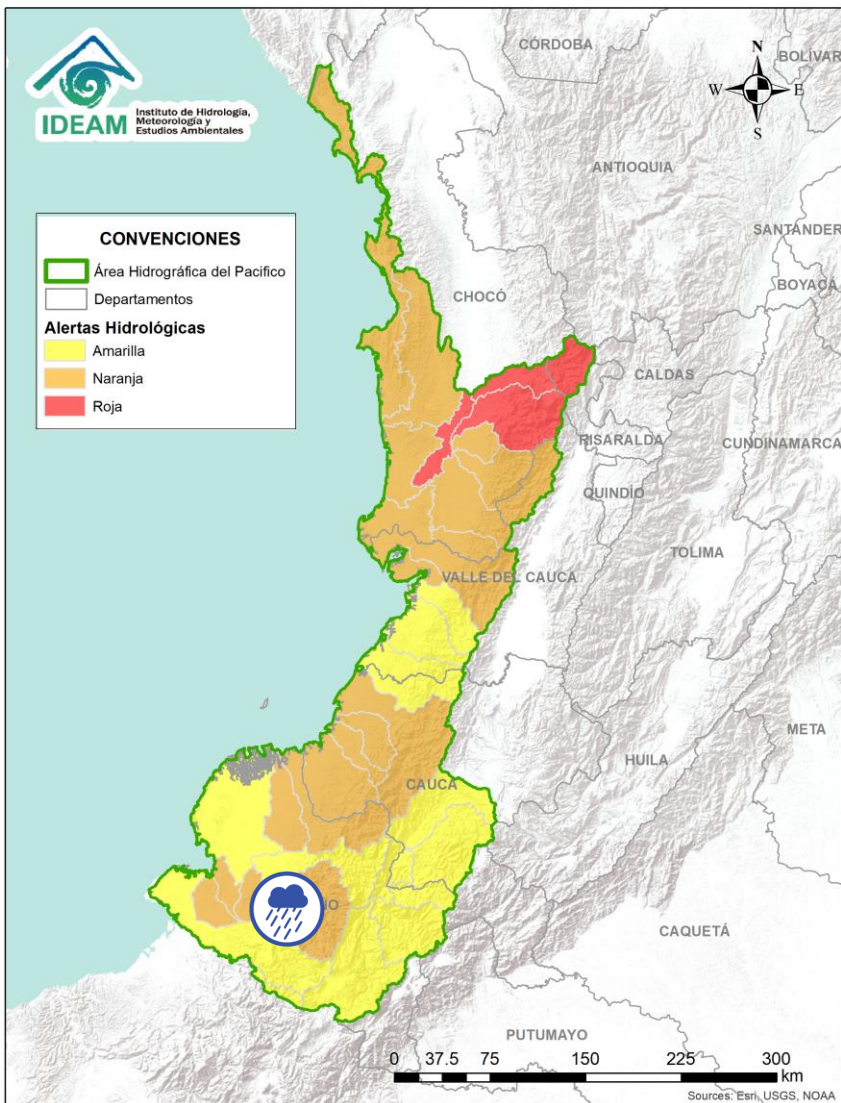 IDEAM
Instituto de Hidrología,
Meteorología y
Estudios Ambientales
CÓRDOBA
BOLÍVAR
N
W
E
S
ANTIOQUIA
SANTANDER
BOYACÁ
CONVENCIONES
Área Hidrográfica del Pacifico
Departamentos
Alertas Hidrológicas
Amarilla
Naranja
Roja
CHOCÓ
CALDAS
RISARALDA
CUNDINAMARCA
QUINDÍO
TOLIMA
VALLE DEL CAUCA
META
HUILA
CAUCA
CAQUETÁ
PUTUMAYO
0 37.5 75 150 225 300
km
Sources: Esri, USGS, NOAA